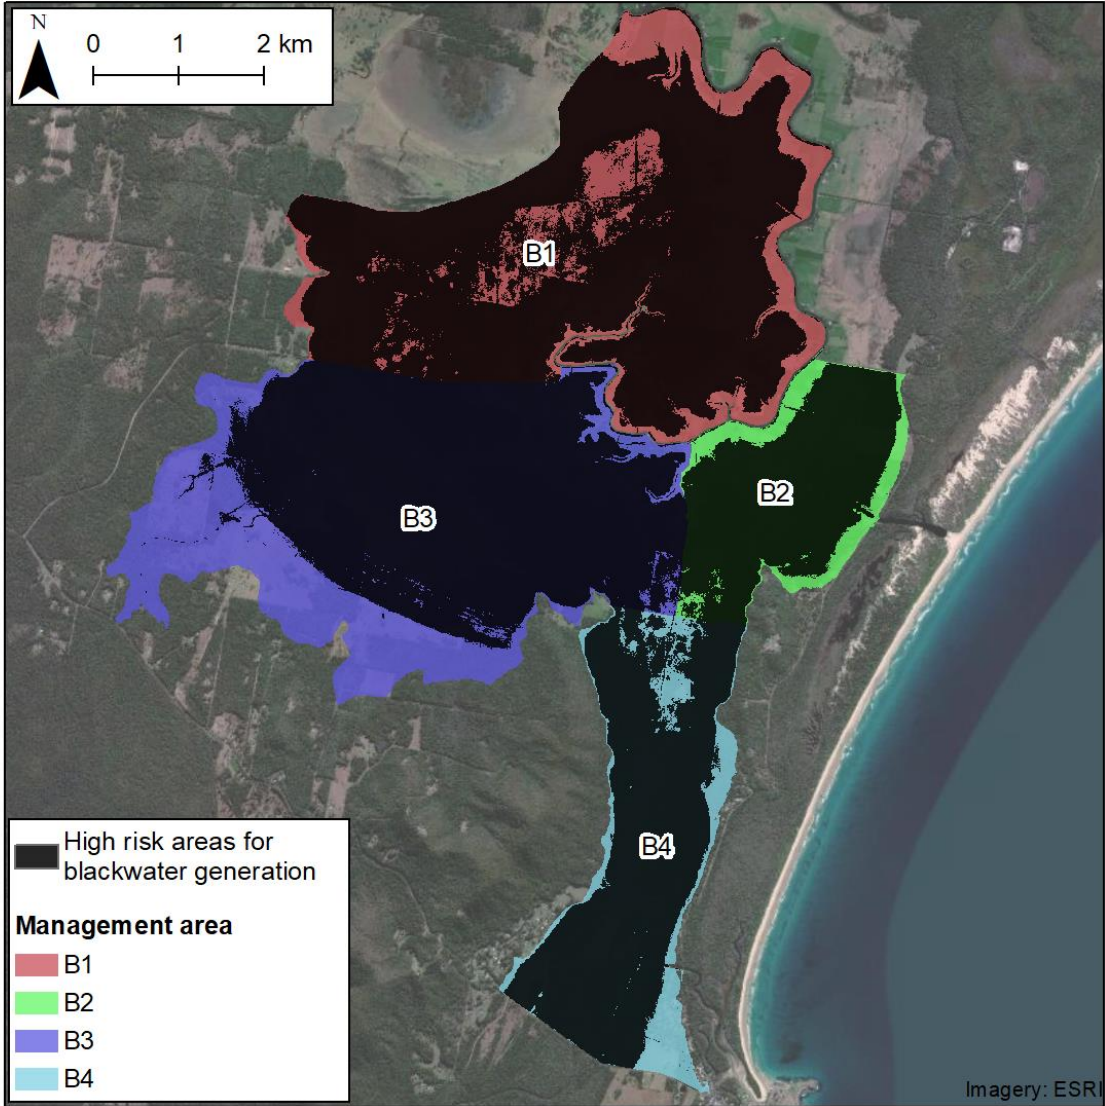 N
0 1 2 km
B1
B2
B3
B4
High risk areas for
blackwater generation
Management area
B1
B2
B3
B4
Imagery: ESRI